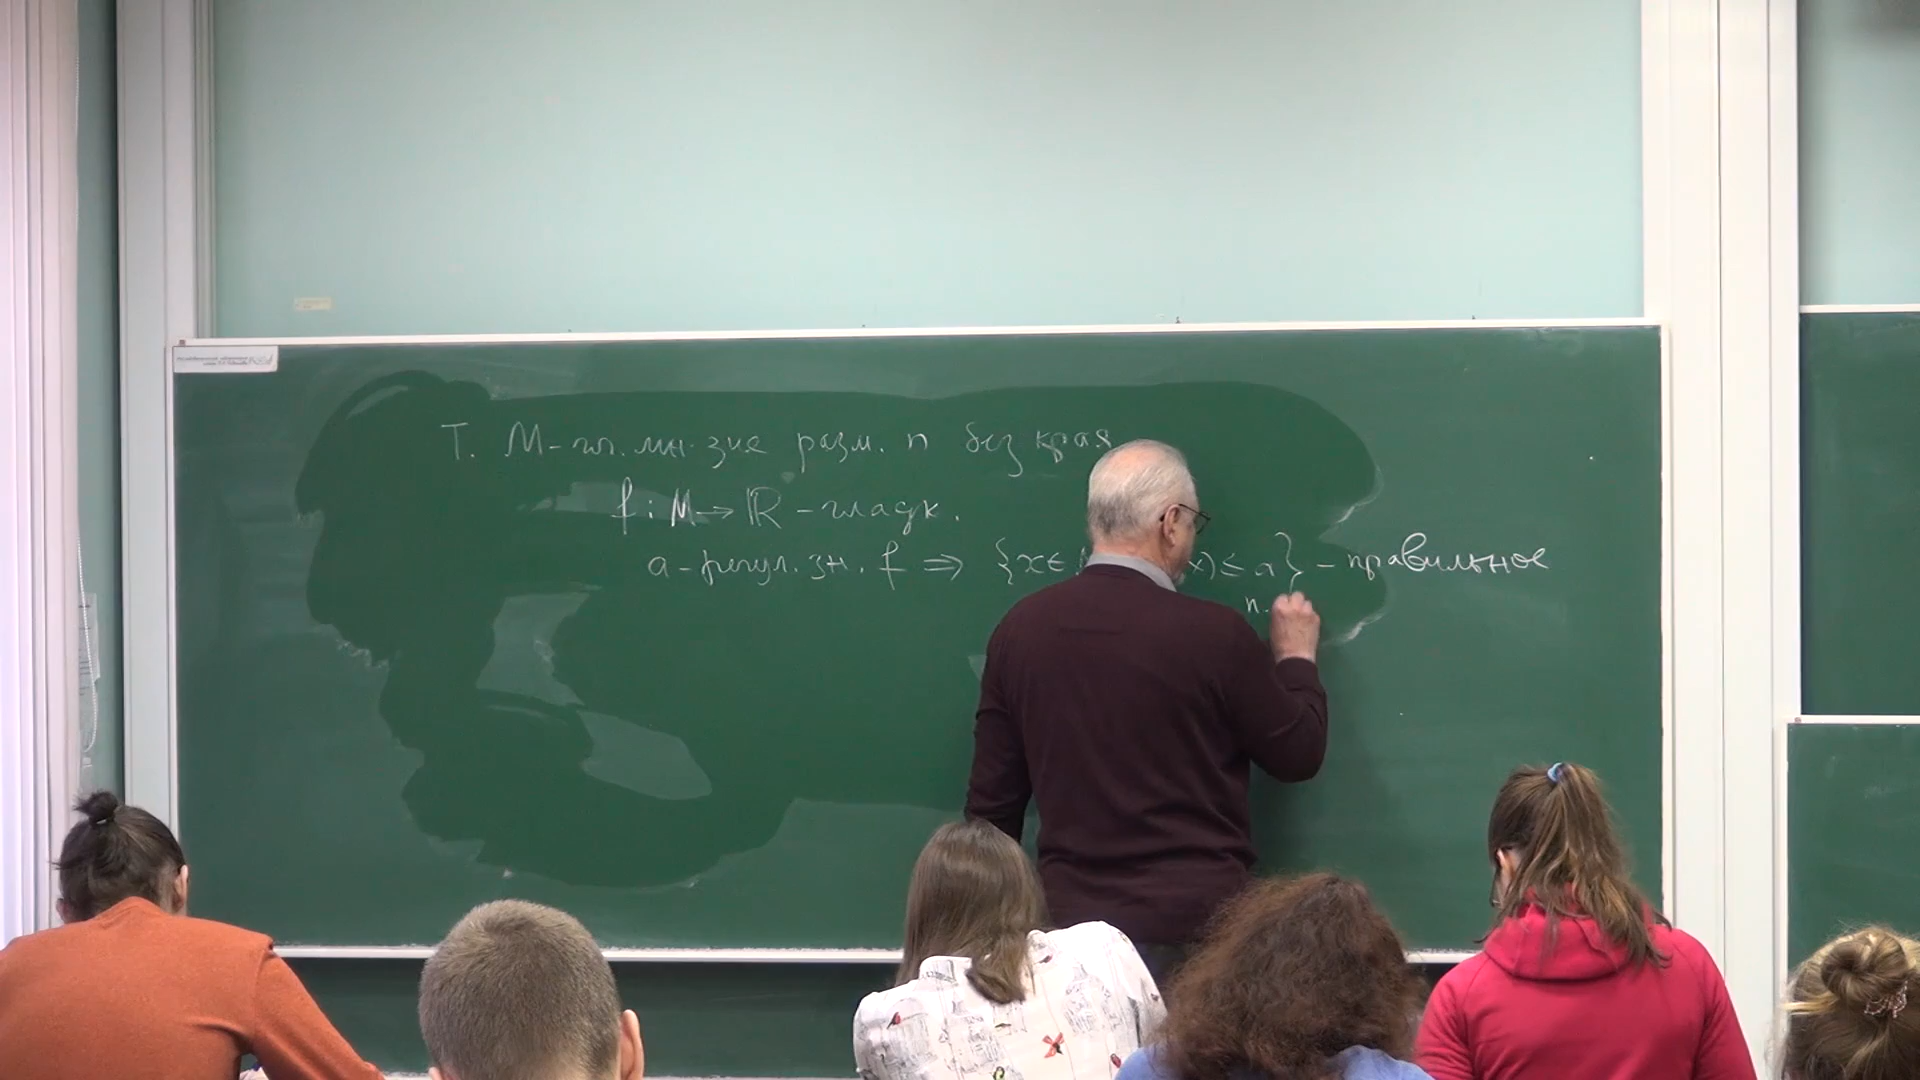 Т. M - гл. мн-зие разм. n без края
f : M → ℝ - гладк.
a - регул. зн. f ⇒ {x ∈ x) ≤ a} - правильное
n.